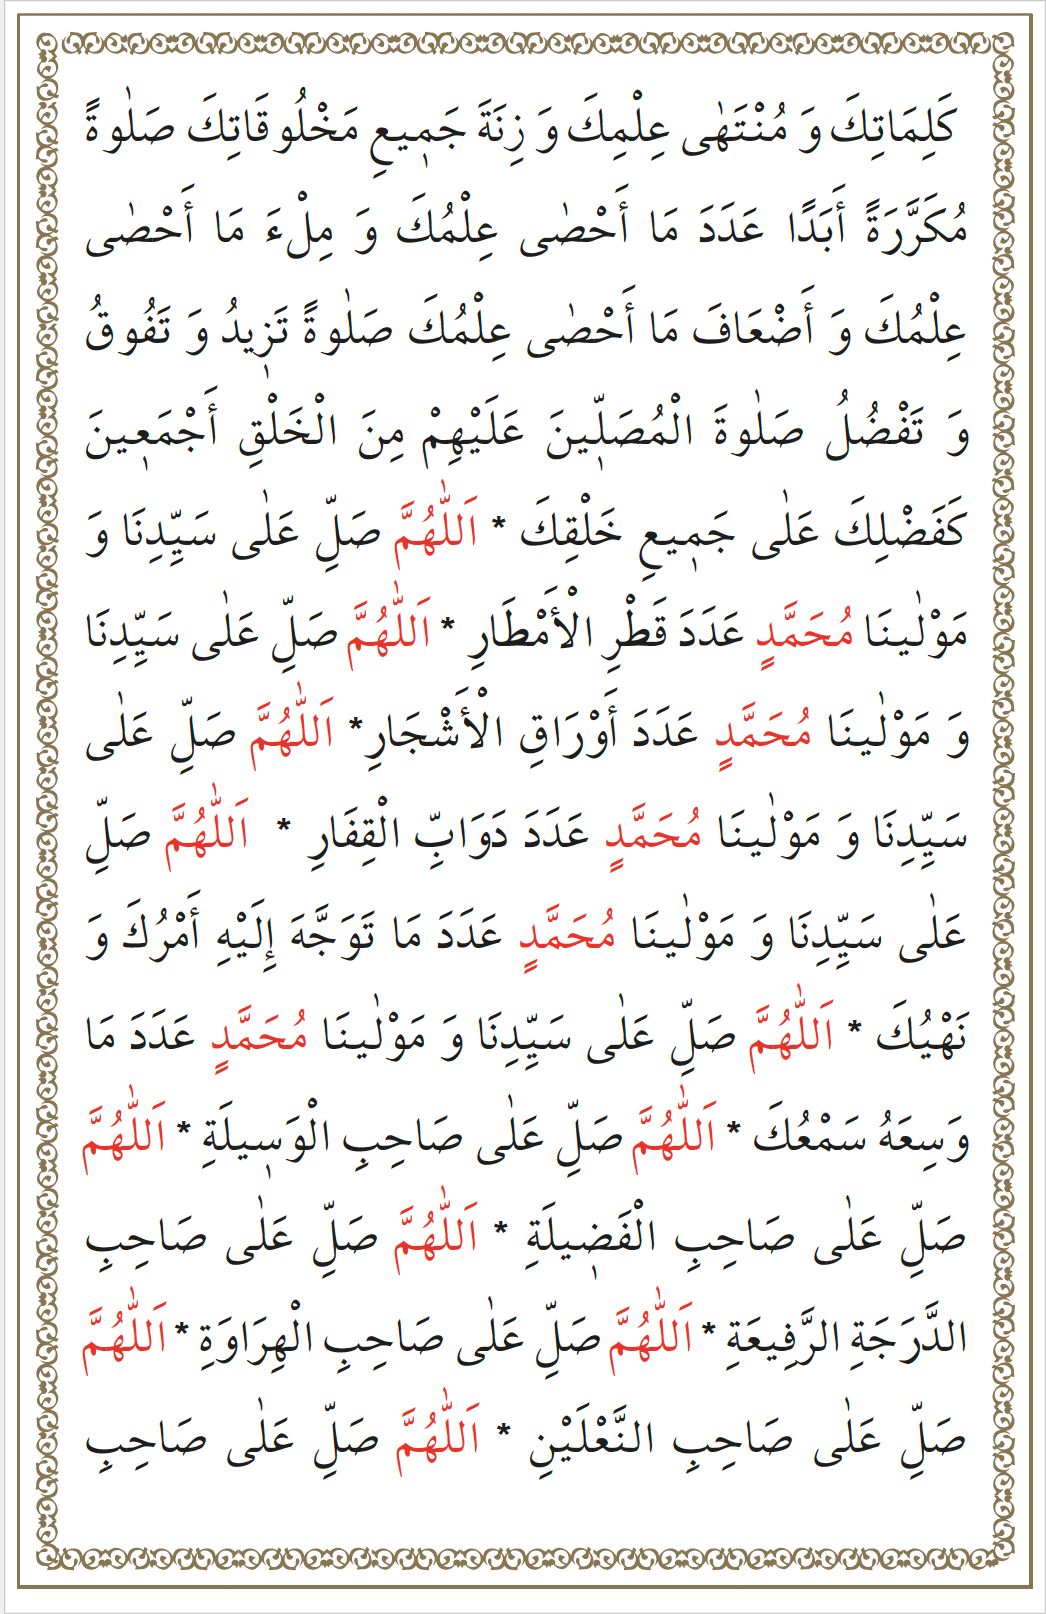 كَلِمَاتِكَ وَ مُنْتَهٰى عِلْمِكَ وَ زِنَةَ جَمٖيعِ مَخْلُوقَاتِكَ صَلٰوةً
مُكَرَّرَةً أَبَدًا عَدَدَ مَا أَحْصٰى عِلْمُكَ وَ مِلْءَ مَا أَحْصٰى
عِلْمُكَ وَ أَضْعَافَ مَا أَحْصٰى عِلْمُكَ صَلٰوةً تَزٖيدُ وَ تَفُوقُ
وَ تَفْضُلُ صَلٰوةَ الْمُصَلّٖينَ عَلَيْهِمْ مِنَ الْخَلْقِ أَجْمَعٖينَ
كَفَضْلِكَ عَلٰى جَمٖيعِ خَلْقِكَ * اَللّٰهُمَّ صَلِّ عَلٰى سَيِّدِنَا وَ
مَوْلٰينَا مُحَمَّدٍ عَدَدَ قَطْرِ الْأَمْطَارِ * اَللّٰهُمَّ صَلِّ عَلٰى سَيِّدِنَا
وَ مَوْلٰينَا مُحَمَّدٍ عَدَدَ أَوْرَاقِ الْأَشْجَارِ * اَللّٰهُمَّ صَلِّ عَلٰى
سَيِّدِنَا وَ مَوْلٰينَا مُحَمَّدٍ عَدَدَ دَوَابِّ الْقِفَارِ * اَللّٰهُمَّ صَلِّ
عَلٰى سَيِّدِنَا وَ مَوْلٰينَا مُحَمَّدٍ عَدَدَ مَا تَوَجَّهَ إِلَيْهِ أَمْرُكَ وَ
نَهْيُكَ * اَللّٰهُمَّ صَلِّ عَلٰى سَيِّدِنَا وَ مَوْلٰينَا مُحَمَّدٍ عَدَدَ مَا
وَسِعَهُ سَمْعُكَ * اَللّٰهُمَّ صَلِّ عَلٰى صَاحِبِ الْوَسٖيلَةِ * اَللّٰهُمَّ
صَلِّ عَلٰى صَاحِبِ الْفَضٖيلَةِ * اَللّٰهُمَّ صَلِّ عَلٰى صَاحِبِ
الدَّرَجَةِ الرَّفِيعَةِ * اَللّٰهُمَّ صَلِّ عَلٰى صَاحِبِ الْهِرَاوَةِ * اَللّٰهُمَّ
صَلِّ عَلٰى صَاحِبِ النَّعْلَيْنِ * اَللّٰهُمَّ صَلِّ عَلٰى صَاحِبِ